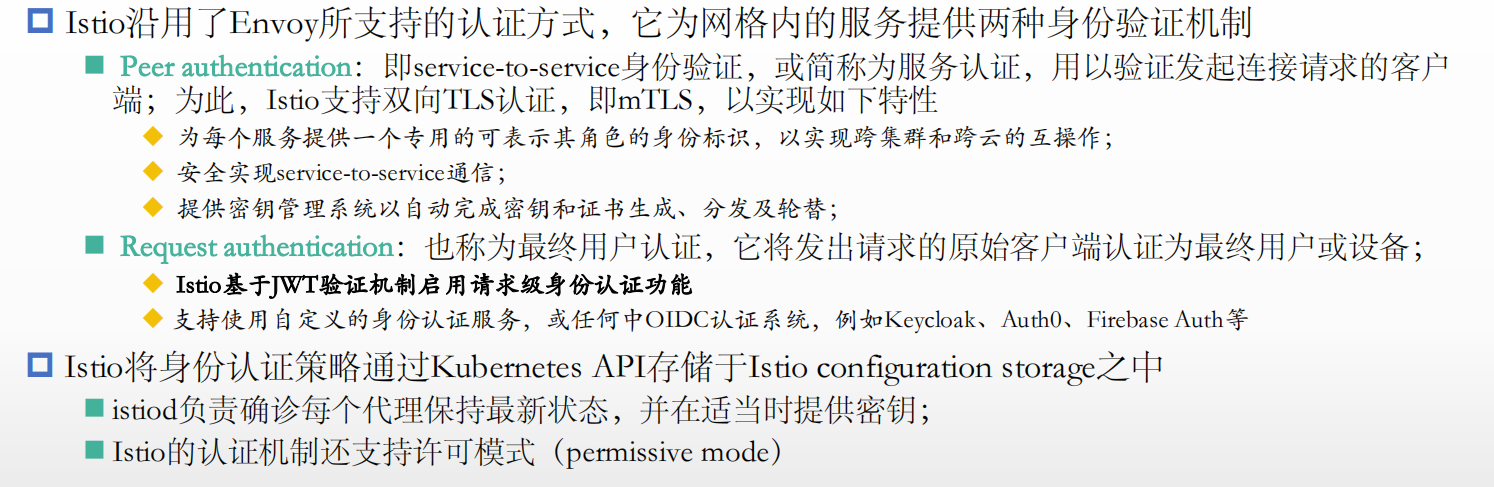 Istio沿用了Envoy所支持的认证方式，它为网格内的服务提供两种身份验证机制
Peer authentication：即service-to-service身份验证，或简称为服务认证，用以验证发起连接请求的客户
端；为此，Istio支持双向TLS认证，即mTLS，以实现如下特性
为每个服务提供一个专用的可表示其角色的身份标识，以实现跨集群和跨云的互操作；
安全实现service-to-service通信；
提供密钥管理系统以自动完成密钥和证书生成、分发及轮替；
Request authentication：也称为最终用户认证，它将发出请求的原始客户端认证为最终用户或设备；
Istio基于JWT验证机制启用请求级身份认证功能
支持使用自定义的身份认证服务，或任何中OIDC认证系统，例如Keycloak、Auth0、Firebase Auth等
Istio将身份认证策略通过Kubernetes API存储于Istio configuration storage之中
istiod负责确诊每个代理保持最新状态，并在适当时提供密钥；
Istio的认证机制还支持许可模式（permissive mode）